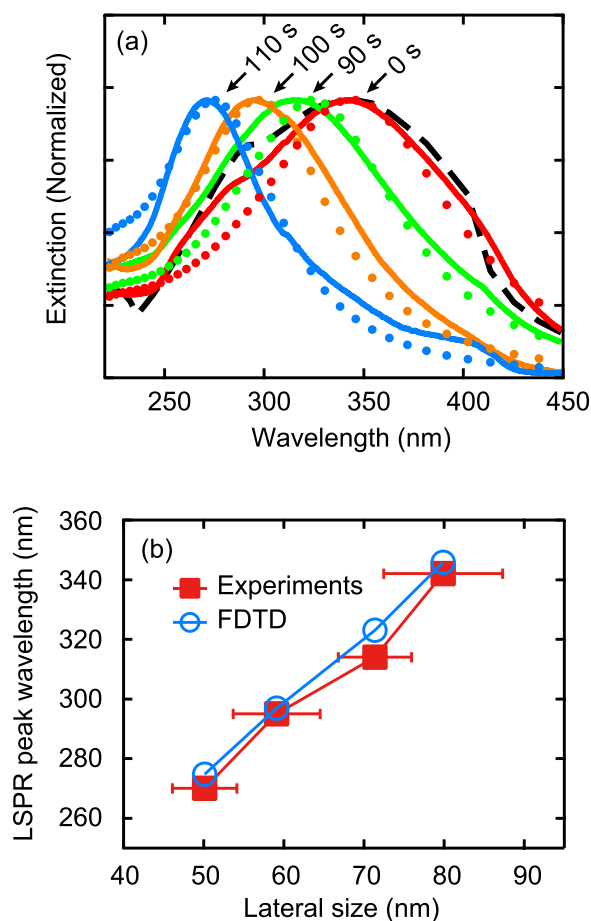 (a)
110 s
100 s
90 s
0 s
Extinction (Normalized)
250 300 350 400 450
Wavelength (nm)
(b)
Experiments
FDTD
LSPR peak wavelength (nm)
360
340
320
300
280
260
40 50 60 70 80 90
Lateral size (nm)